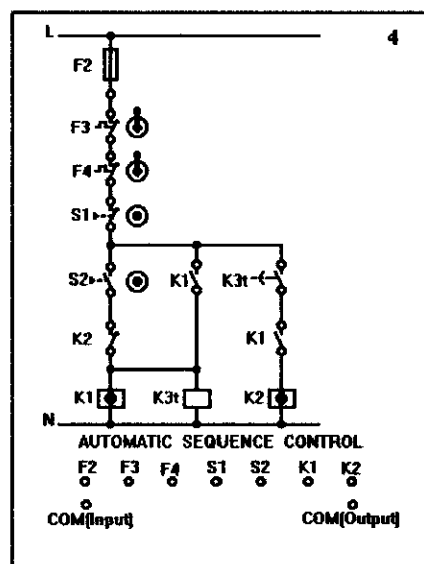 L 4
F2
F3
F4
S1
S2 K1 K3t
K2 K1
K1 K3t K2
N
AUTOMATIC SEQUENCE CONTROL
F2 F3 F4 S1 S2 K1 K2
COM(Input) COM(Output)